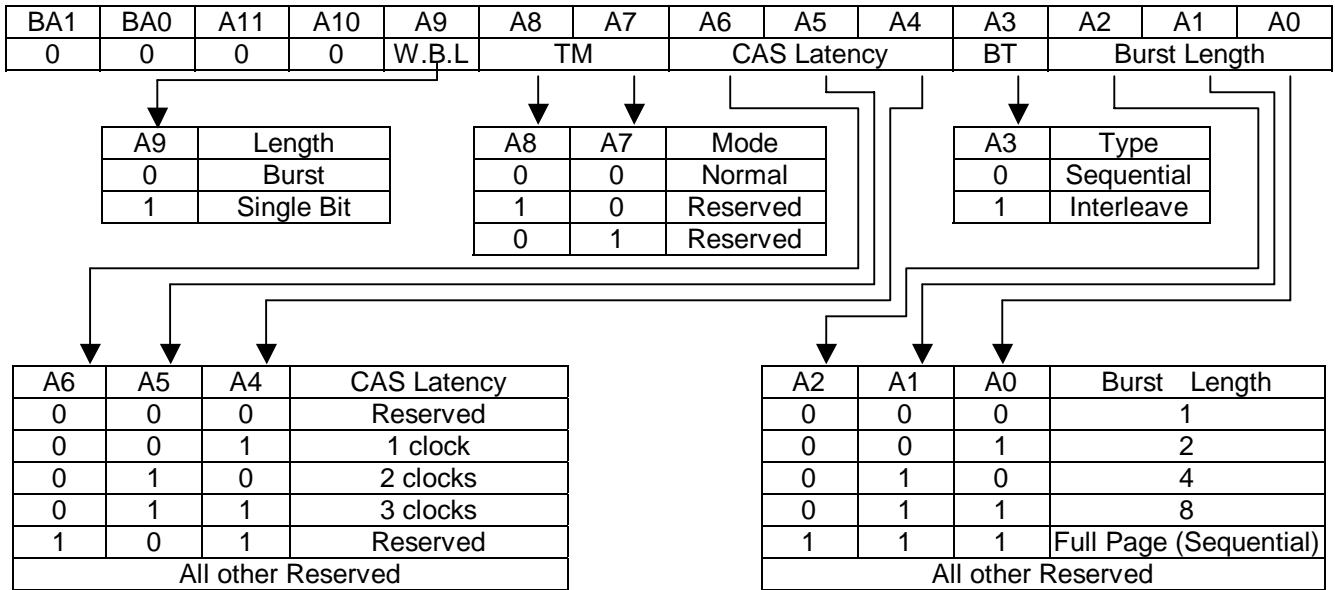 BA1 BA0 A11 A10 A9 A8 A7 A6 A5 A4 A3 A2 A1 A0
0 0 0 0 W.B.L TM CAS Latency BT Burst Length
A9 Length
0 Burst
1 Single Bit
A8 A7 Mode
0 0 Normal
1 0 Reserved
0 1 Reserved
A3 Type
0 Sequential
1 Interleave
A6 A5 A4 CAS Latency
0 0 0 Reserved
0 0 1 1 clock
0 1 0 2 clocks
0 1 1 3 clocks
1 0 1 Reserved
All other Reserved
A2 A1 A0 Burst Length
0 0 0 1
0 0 1 2
0 1 0 4
0 1 1 8
1 1 1 Full Page (Sequential)
All other Reserved